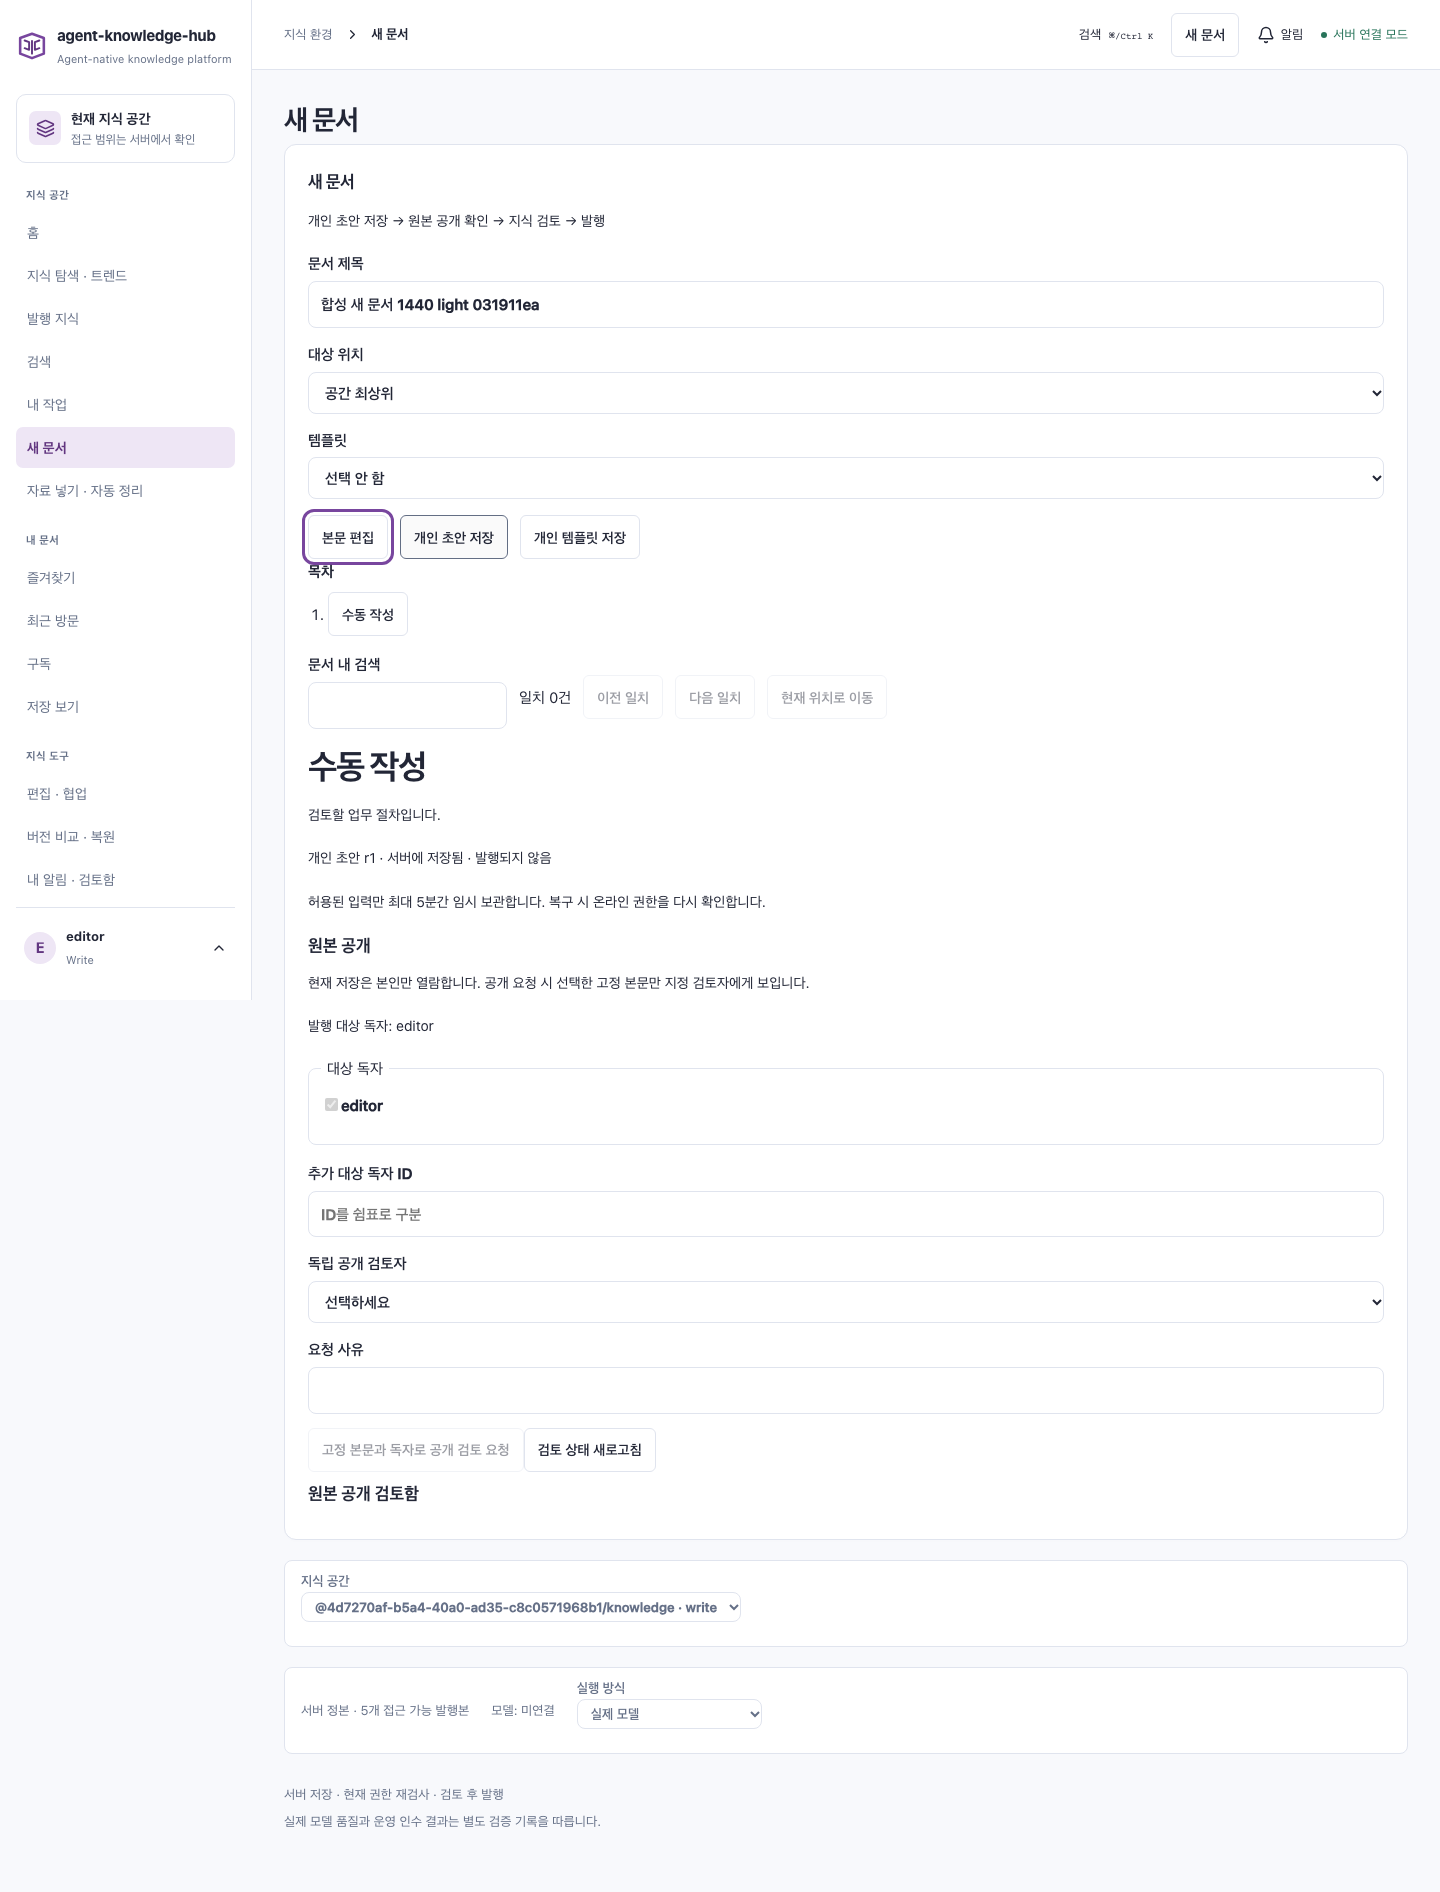 agent-knowledge-hub
Agent-native knowledge platform
현재 지식 공간
접근 범위는 서버에서 확인
지식 공간
홈
지식 탐색 · 트렌드
발행 지식
검색
내 작업
새 문서
자료 넣기 · 자동 정리
내 문서
즐겨찾기
최근 방문
구독
저장 보기
지식 도구
편집 · 협업
버전 비교 · 복원
내 알림 · 검토함
E
editor
Write
지식 환경 > 새 문서
검색 ⌘/Ctrl K 새 문서 알림 서버 연결 모드
새 문서
새 문서
개인 초안 저장 → 원본 공개 확인 → 지식 검토 → 발행
문서 제목
합성 새 문서 1440 light 031911ea
대상 위치
공간 최상위
템플릿
선택 안 함
본문 편집 개인 초안 저장 개인 템플릿 저장
목차
1. 수동 작성
문서 내 검색
일치 0건 이전 일치 다음 일치 현재 위치로 이동
수동 작성
검토할 업무 절차입니다.
개인 초안 r1 · 서버에 저장됨 · 발행되지 않음
허용된 입력만 최대 5분간 임시 보관합니다. 복구 시 온라인 권한을 다시 확인합니다.
원본 공개
현재 저장은 본인만 열람합니다. 공개 요청 시 선택한 고정 본문만 지정 검토자에게 보입니다.
발행 대상 독자: editor
대상 독자
editor
추가 대상 독자 ID
ID를 쉼표로 구분
독립 공개 검토자
선택하세요
요청 사유
고정 본문과 독자로 공개 검토 요청 검토 상태 새로고침
원본 공개 검토함
지식 공간
@4d7270af-b5a4-40a0-ad35-c8c0571968b1/knowledge · write
실행 방식
서버 정본 · 5개 접근 가능 발행본 모델: 미연결 실제 모델
서버 저장 · 현재 권한 재검사 · 검토 후 발행
실제 모델 품질과 운영 인수 결과는 별도 검증 기록을 따릅니다.